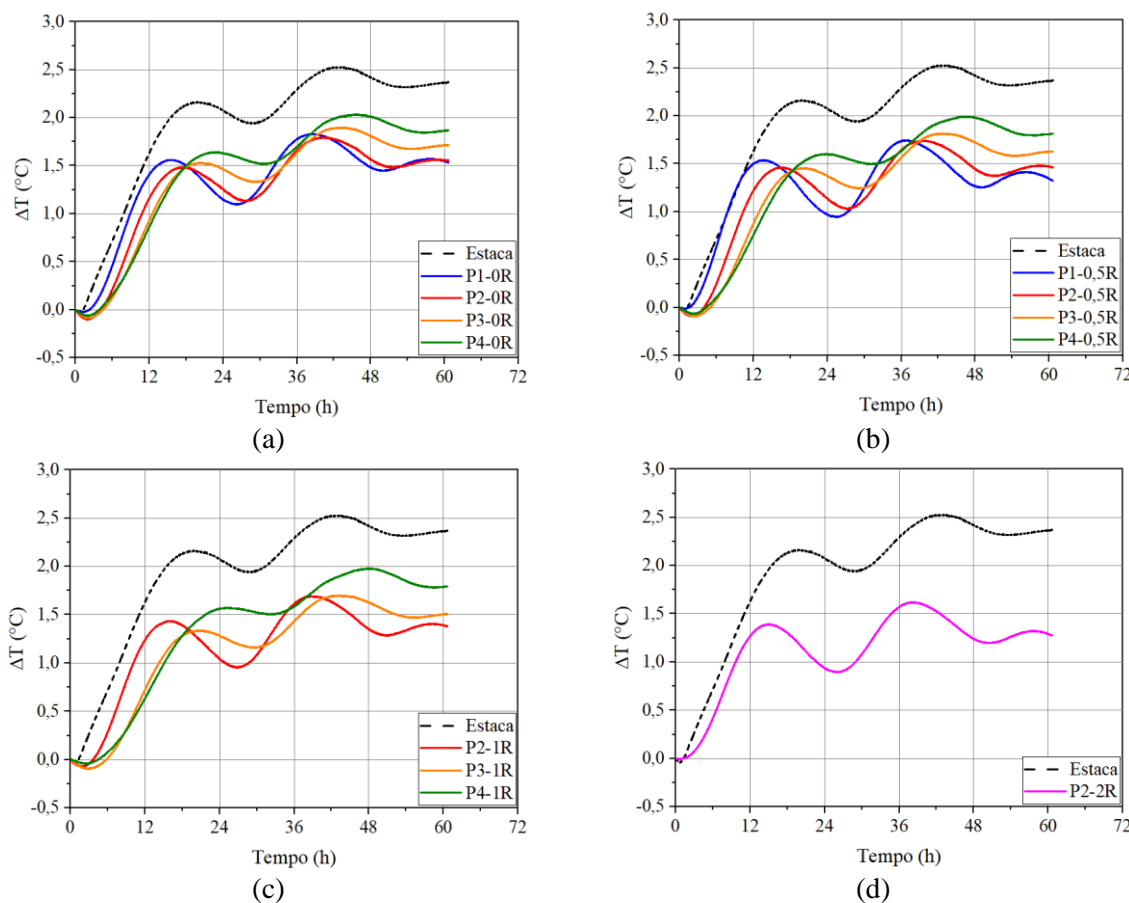 3,0
2,5
2,0
1,5
1,0
0,5
0,0
-0,5
ΔT (°C)
Estaca
P1-0R
P2-0R
P3-0R
P4-0R
0 12 24 36 48 60 72
Tempo (h)
(a)
3,0
2,5
2,0
1,5
1,0
0,5
0,0
-0,5
ΔT (°C)
Estaca
P1-0,5R
P2-0,5R
P3-0,5R
P4-0,5R
0 12 24 36 48 60 72
Tempo (h)
(b)
3,0
2,5
2,0
1,5
1,0
0,5
0,0
-0,5
ΔT (°C)
Estaca
P2-1R
P3-1R
P4-1R
0 12 24 36 48 60 72
Tempo (h)
(c)
3,0
2,5
2,0
1,5
1,0
0,5
0,0
-0,5
ΔT (°C)
Estaca
P2-2R
0 12 24 36 48 60 72
Tempo (h)
(d)